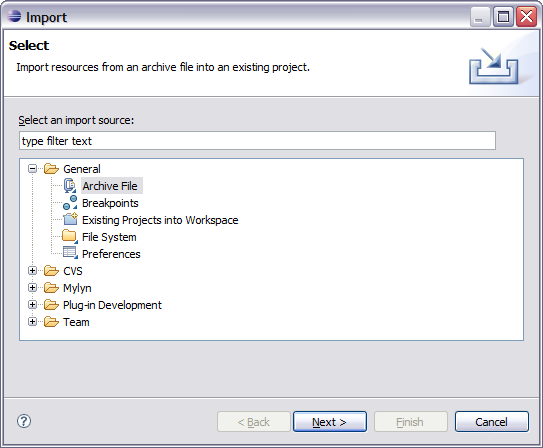 Import
Select
Import resources from an archive file into an existing project.
Select an import source:
type filter text
General
Archive File
Breakpoints
Existing Projects into Workspace
File System
Preferences
CVS
Mylyn
Plug-in Development
Team
?
< Back
Next >
Finish
Cancel